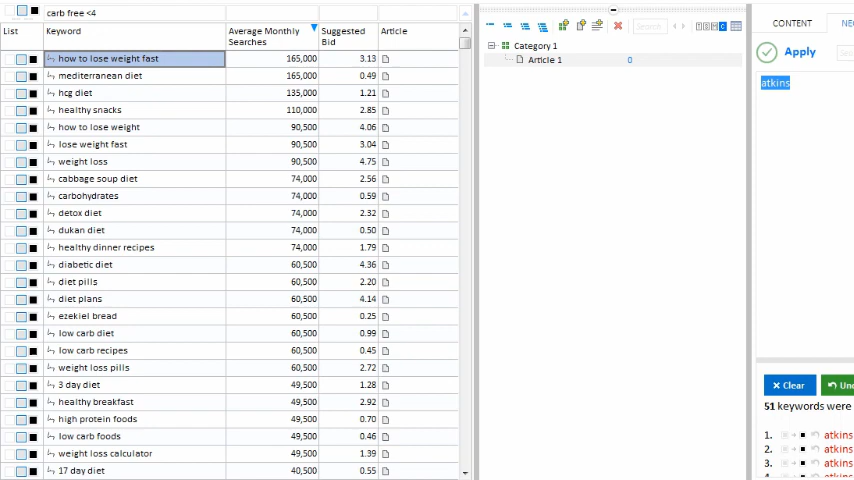 carb free <4
List Keyword Average Monthly Searches Suggested Bid Article
how to lose weight fast 165,000 3.13
mediterranean diet 165,000 0.49
hcg diet 135,000 1.21
healthy snacks 110,000 2.85
how to lose weight 90,500 4.06
lose weight fast 90,500 3.04
weight loss 90,500 4.75
cabbage soup diet 74,000 2.56
carbohydrates 74,000 0.59
detox diet 74,000 2.32
dukan diet 74,000 0.50
healthy dinner recipes 74,000 1.79
diabetic diet 60,500 4.36
diet pills 60,500 2.20
diet plans 60,500 4.14
ezekiel bread 60,500 0.25
low carb diet 60,500 0.99
low carb recipes 60,500 0.45
weight loss pills 60,500 2.72
3 day diet 49,500 1.28
healthy breakfast 49,500 2.92
high protein foods 49,500 0.70
low carb foods 49,500 0.46
weight loss calculator 49,500 1.39
17 day diet 40,500 0.55
Search
Category 1
Article 1 0
CONTENT NE
Apply Sea
atkins
Clear Und
51 keywords were
1. atkins
2. atkins
3. atkins